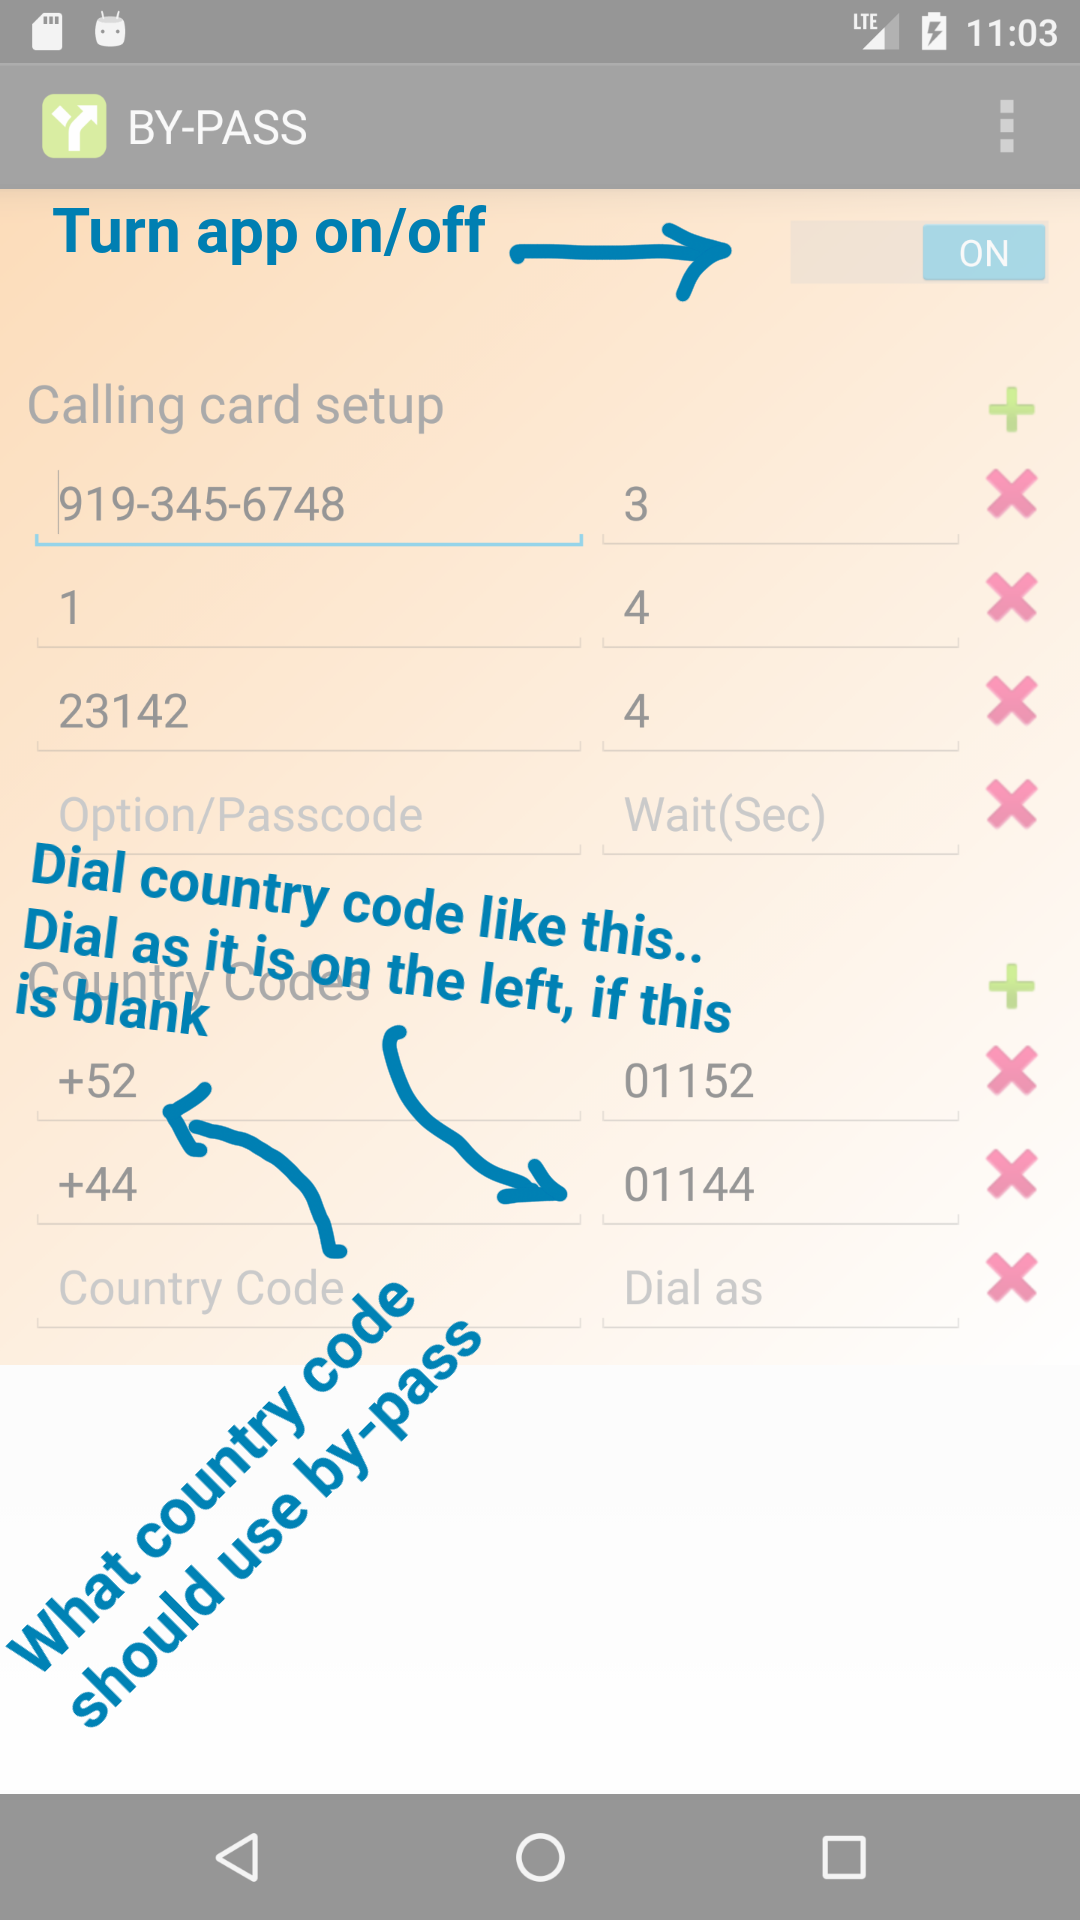 LTE 11:03
BY-PASS
Turn app on/off
ON
Calling card setup
919-345-6748 3
1 4
23142 4
Option/Passcode Wait(Sec)
Dial country code like this..
Dial as it is on the left, if this
is blank
Country Codes
+52 01152
+44 01144
Country Code Dial as
What country code
should use by-pass